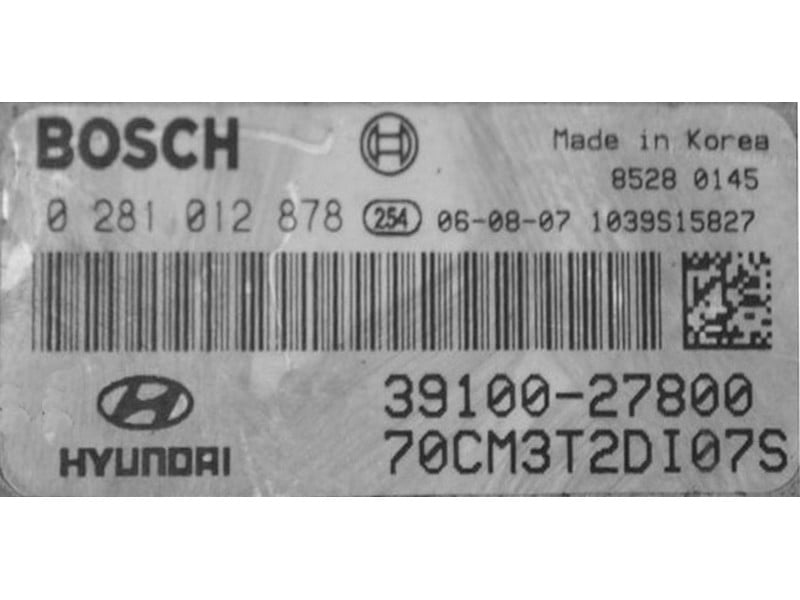 BOSCH
Made in Korea
8528 0145
0 281 012 878 254 06-08-07 1039S15827
39100-27800
HYUNDAI 70CM3T2DI07S